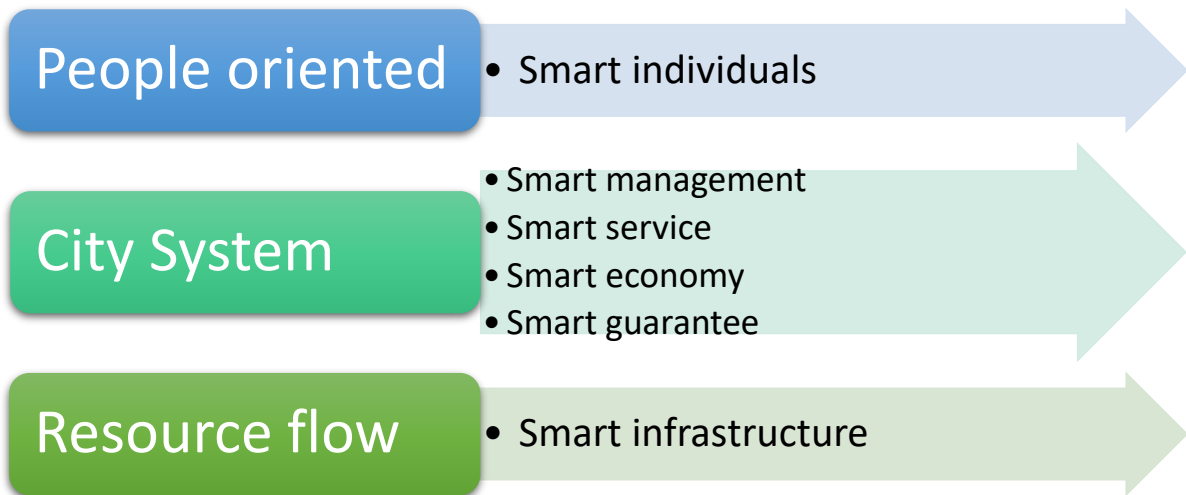 People oriented
• Smart individuals
City System
• Smart management
• Smart service
• Smart economy
• Smart guarantee
Resource flow
• Smart infrastructure